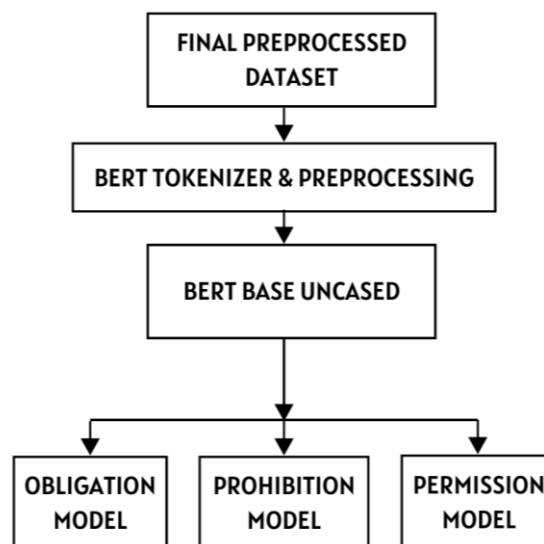 FINAL PREPROCESSED
DATASET
BERT TOKENIZER & PREPROCESSING
BERT BASE UNCASED
OBLIGATION
MODEL
PROHIBITION
MODEL
PERMISSION
MODEL